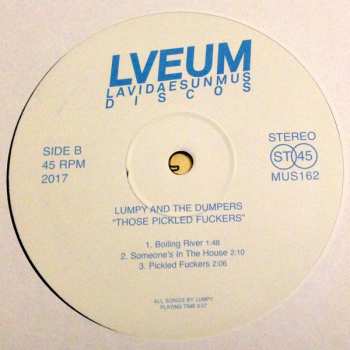 LVEUM
LAVIDAESUNMUS
DISCOS
SIDE B
45 RPM
2017
STEREO
ST 45
MUS162
LUMPY AND THE DUMPERS
"THOSE PICKLED FUCKERS"
1. Boiling River 1:48
2. Someone's In The House 2:10
3. Pickled Fuckers 2:06
ALL SONGS BY LUMPY
PLAYING TIME